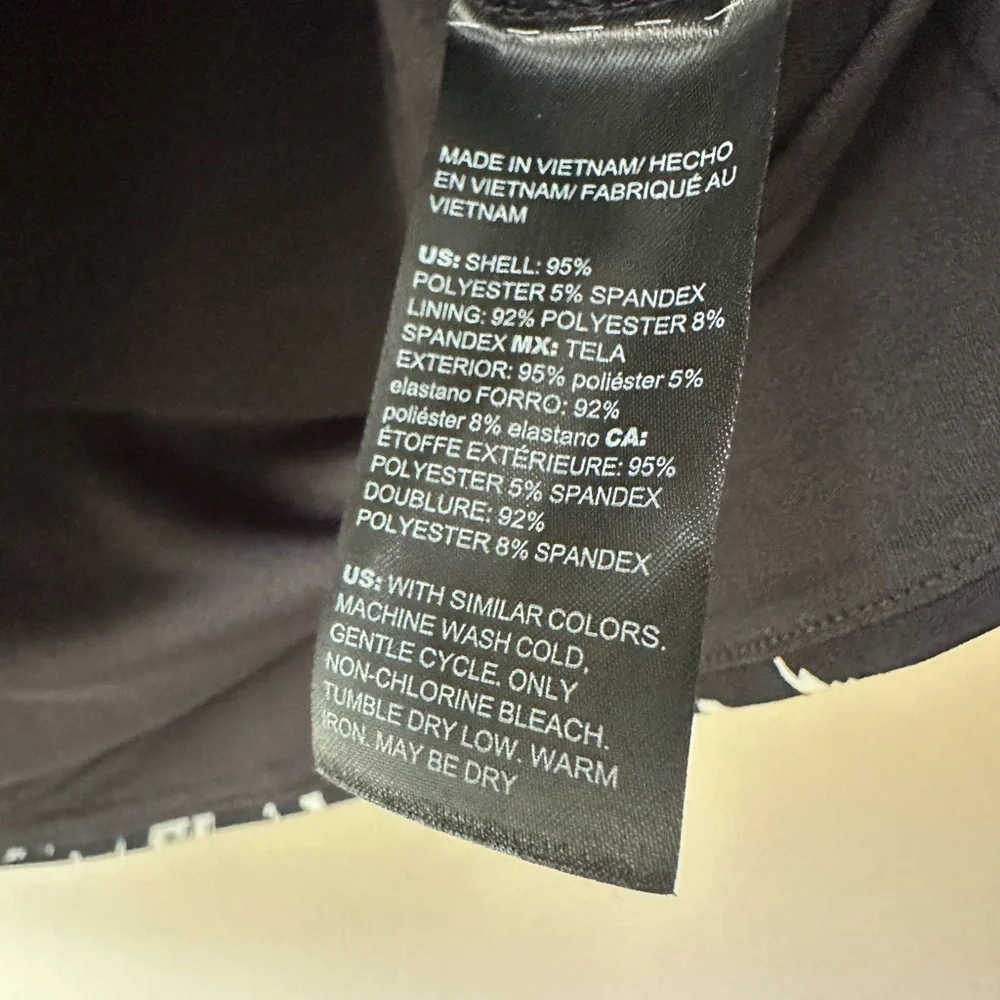 MADE IN VIETNAM/ HECHO
EN VIETNAM/ FABRIQUÉ AU
VIETNAM
US: SHELL: 95%
POLYESTER 5% SPANDEX
LINING: 92% POLYESTER 8%
SPANDEX MX: TELA
EXTERIOR: 95% poliéster 5%
elastano FORRO: 92%
poliéster 8% elastano CA:
ÉTOFFE EXTÉRIEURE: 95%
POLYESTER 5% SPANDEX
DOUBLURE: 92%
POLYESTER 8% SPANDEX
US: WITH SIMILAR COLORS.
MACHINE WASH COLD,
GENTLE CYCLE. ONLY
NON-CHLORINE BLEACH.
TUMBLE DRY LOW. WARM
IRON. MAY BE DRY